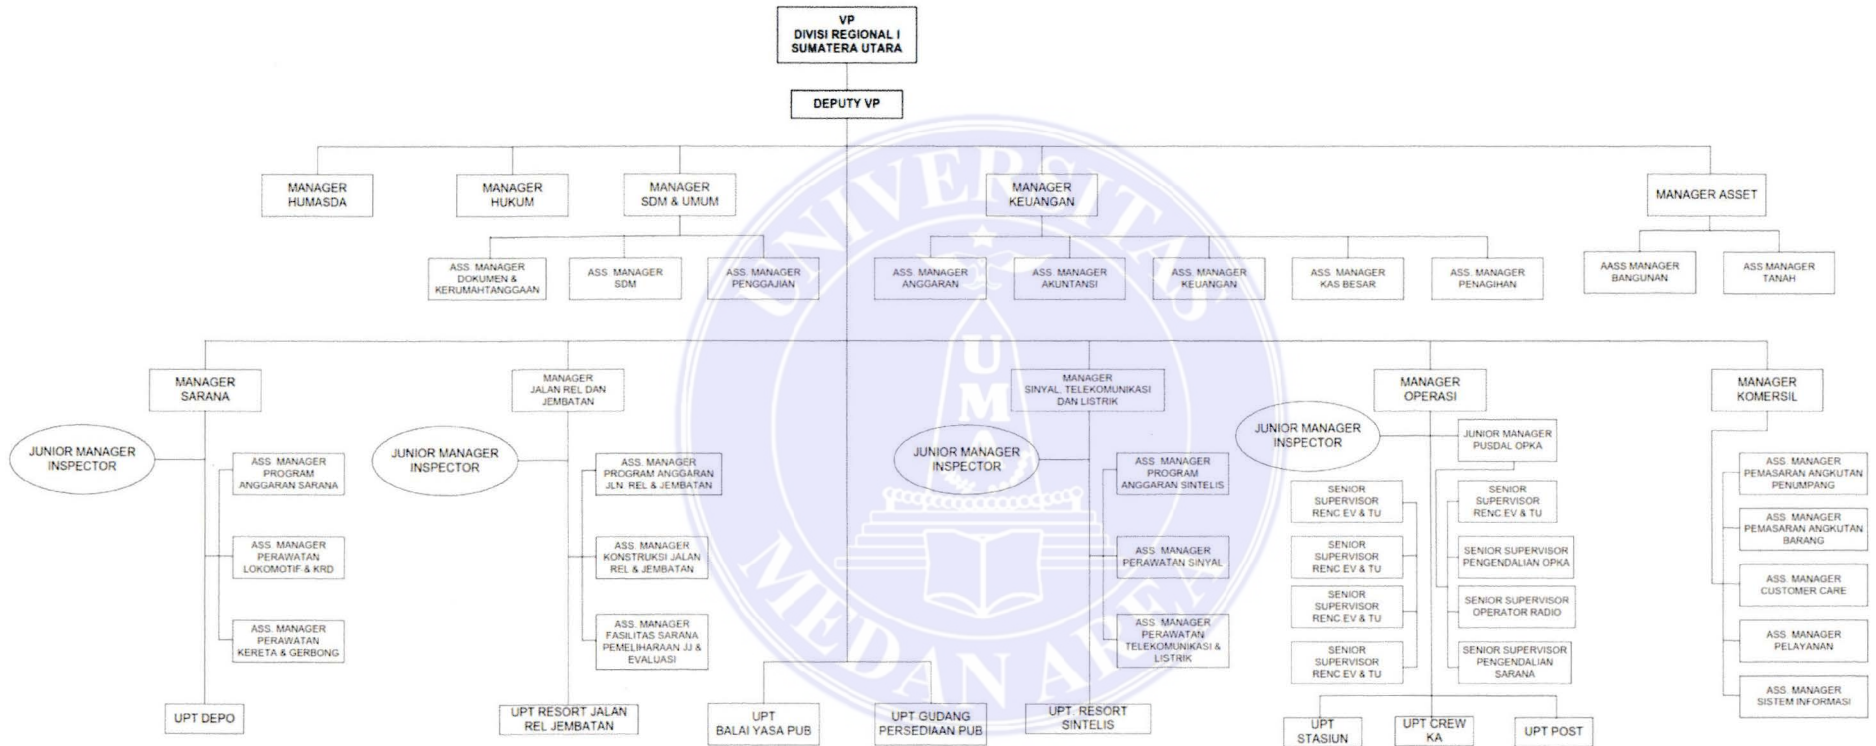 VP
DIVISI REGIONAL I
SUMATERA UTARA
DEPUTY VP
MANAGER
HUMASDA
MANAGER
HUKUM
MANAGER
SDM & UMUM
MANAGER
KEUANGAN
MANAGER ASSET
ASS. MANAGER
DOKUMEN &
KERUMAHTANGGAAN
ASS. MANAGER
SDM
ASS. MANAGER
PENGGAJIAN
ASS. MANAGER
ANGGARAN
ASS. MANAGER
AKUNTANSI
ASS. MANAGER
KEUANGAN
ASS. MANAGER
KAS BESAR
ASS. MANAGER
PENAGIHAN
AASS MANAGER
BANGUNAN
ASS MANAGER
TANAH
MANAGER
SARANA
MANAGER
JALAN REL DAN
JEMBATAN
MANAGER
SINYAL, TELEKOMUNIKASI
DAN LISTRIK
MANAGER
OPERASI
MANAGER
KOMERSIL
JUNIOR MANAGER
INSPECTOR
ASS. MANAGER
PROGRAM
ANGGARAN SARANA
ASS. MANAGER
PERAWATAN
LOKOMOTIF & KRD
ASS. MANAGER
PERAWATAN
KERETA & GERBONG
UPT DEPO
JUNIOR MANAGER
INSPECTOR
ASS. MANAGER
PROGRAM ANGGARAN
JLN. REL & JEMBATAN
ASS. MANAGER
KONSTRUKSI JALAN
REL & JEMBATAN
ASS. MANAGER
FASILITAS SARANA
PEMELIHARAAN JJ &
EVALUASI
UPT RESORT JALAN
REL JEMBATAN
UPT
BALAI YASA PUB
UPT GUDANG
PERSEDIAAN PUB
JUNIOR MANAGER
INSPECTOR
ASS. MANAGER
PROGRAM
ANGGARAN SINTELIS
ASS. MANAGER
PERAWATAN SINYAL
ASS. MANAGER
PERAWATAN
TELEKOMUNIKASI &
LISTRIK
UPT. RESORT
SINTELIS
JUNIOR MANAGER
INSPECTOR
JUNIOR MANAGER
PUSDAL OPKA
SENIOR
SUPERVISOR
RENC.EV & TU
SENIOR
SUPERVISOR
RENC.EV & TU
SENIOR
SUPERVISOR
RENC.EV & TU
SENIOR
SUPERVISOR
RENC.EV & TU
SENIOR
SUPERVISOR
RENC.EV & TU
SENIOR SUPERVISOR
PENGENDALIAN OPKA
SENIOR SUPERVISOR
OPERATOR RADIO
SENIOR SUPERVISOR
PENGENDALIAN
SARANA
UPT
STASIUN
UPT CREW
KA
UPT POST
ASS. MANAGER
PEMASARAN ANGKUTAN
PENUMPANG
ASS. MANAGER
PEMASARAN ANGKUTAN
BARANG
ASS. MANAGER
CUSTOMER CARE
ASS. MANAGER
PELAYANAN
ASS. MANAGER
SISTEM INFORMASI
UNIVERSITAS
MEDAN AREA
UMA